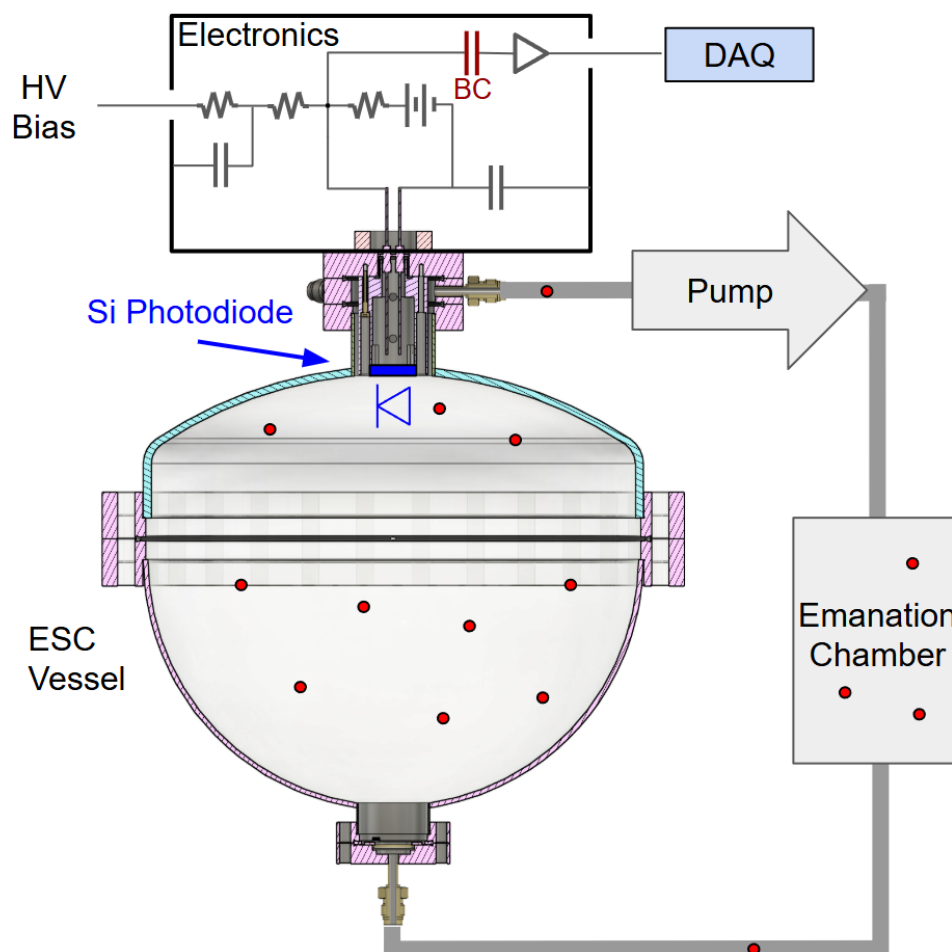 Electronics
DAQ
BC
HV
Bias
Si Photodiode
Pump
Emanation
Chamber
ESC
Vessel